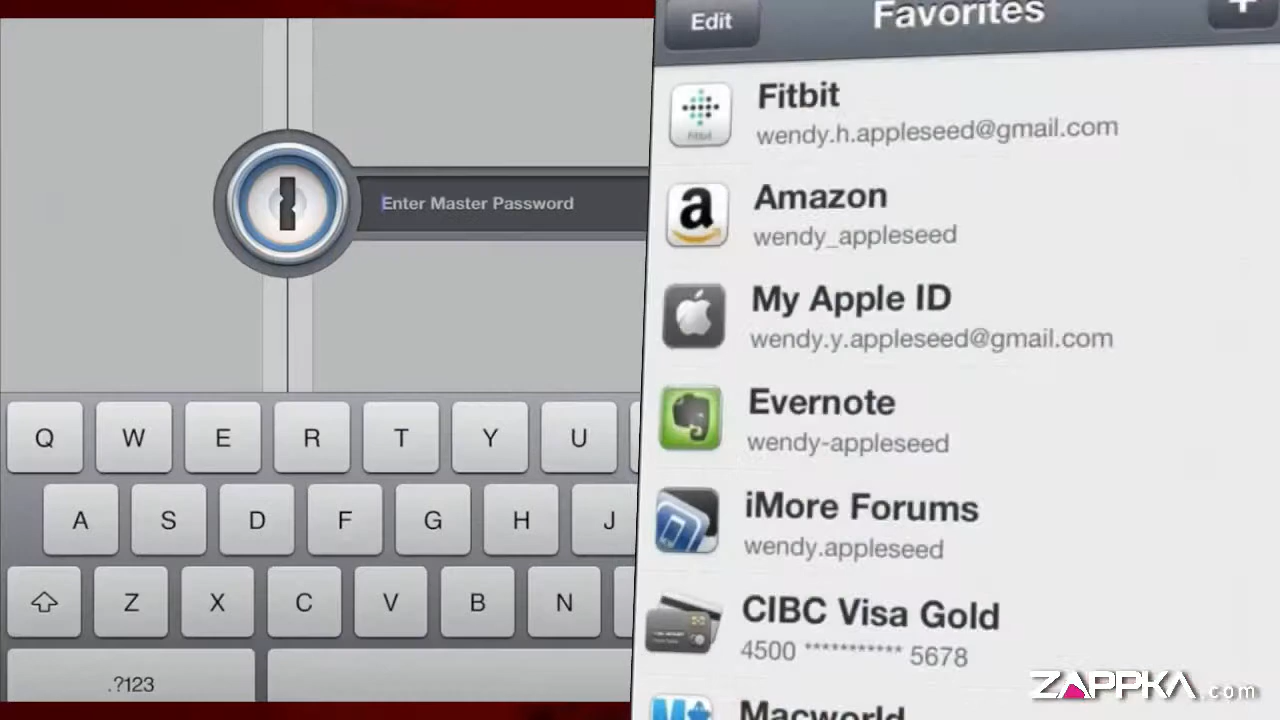 Enter Master Password
Q W E R T Y U
A S D F G H J
Z X C V B N
.?123
Edit
Favorites
+
Fitbit
wendy.h.appleseed@gmail.com
Amazon
wendy_appleseed
My Apple ID
wendy.y.appleseed@gmail.com
Evernote
wendy-appleseed
iMore Forums
wendy.appleseed
CIBC Visa Gold
4500 *********** 5678
Macworld
ZAPPKA.com